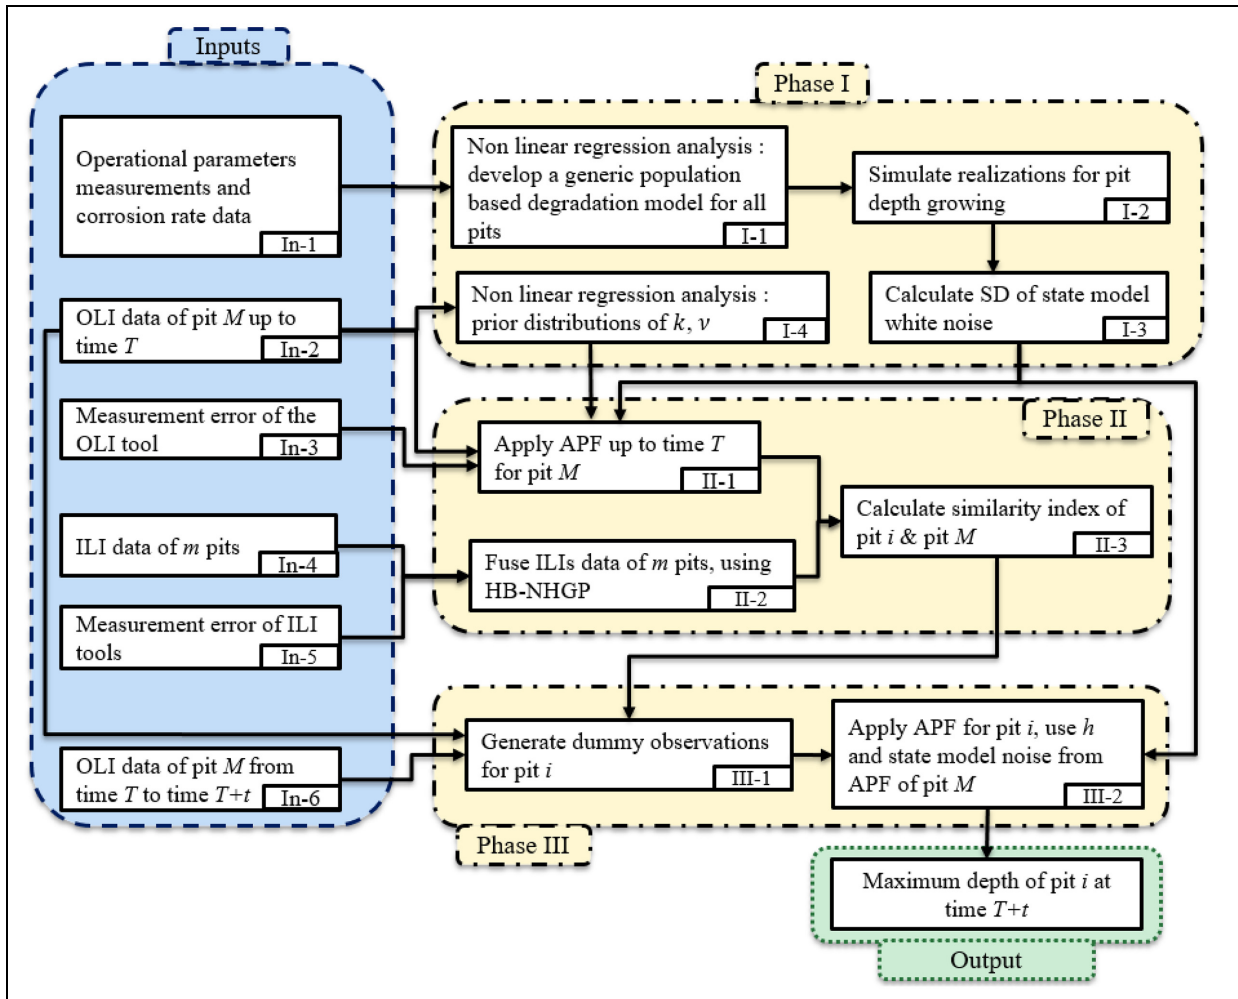 Inputs
Operational parameters
measurements and
corrosion rate data
In-1
OLI data of pit M up to
time T
In-2
Measurement error of the
OLI tool
In-3
ILI data of m pits
In-4
Measurement error of ILI
tools
In-5
OLI data of pit M from
time T to time T+t
In-6
Phase I
Non linear regression analysis :
develop a generic population
based degradation model for all
pits
I-1
Simulate realizations for pit
depth growing
I-2
Non linear regression analysis :
prior distributions of k, v
I-4
Calculate SD of state model
white noise
I-3
Phase II
Apply APF up to time T
for pit M
II-1
Fuse ILIs data of m pits, using
HB-NHGP
II-2
Calculate similarity index of
pit i & pit M
II-3
Generate dummy observations
for pit i
III-1
Apply APF for pit i, use h
and state model noise from
APF of pit M
III-2
Phase III
Maximum depth of pit i at
time T+t
Output